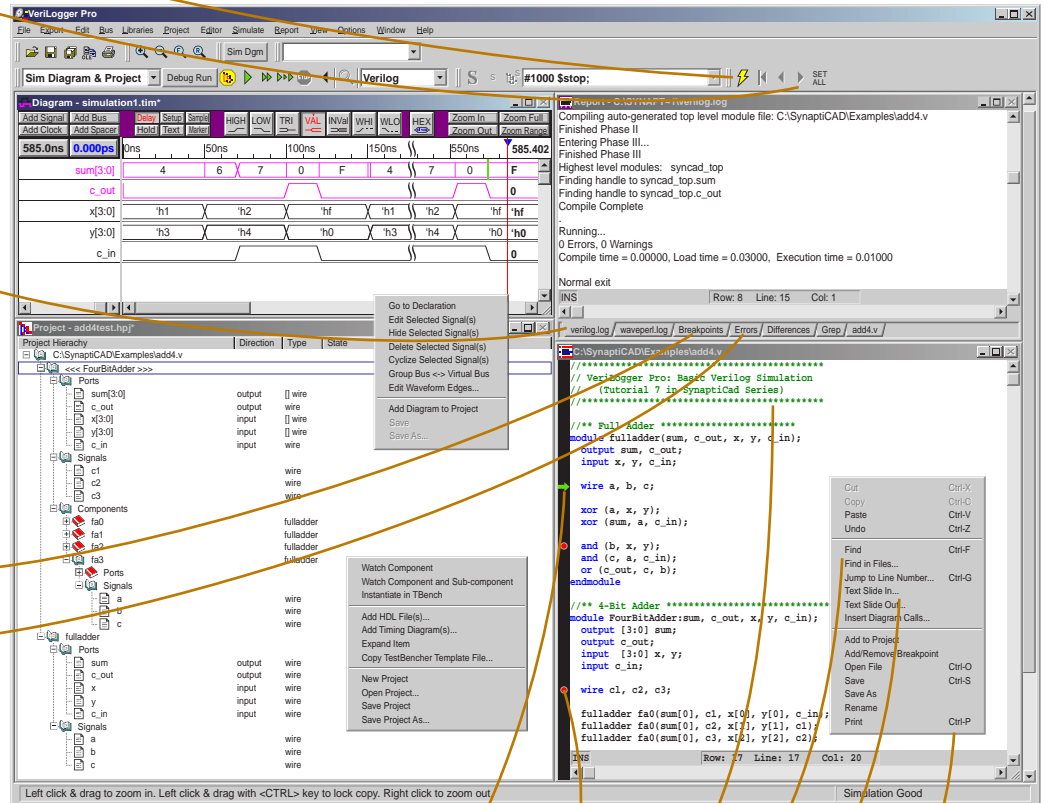 VeriLogger Pro
File Export Edit Bus Libraries Project Editor Simulate Report View Options Window Help
Sim Dgm
Sim Diagram & Project Debug Run Verilog S s #1000 $stop; SET ALL
Diagram - simulation1.tim*
Add Signal Add Bus Delay Setup Sample HIGH LOW TRI VAL INVal WHI WLO HEX Zoom In Zoom Full
Add Clock Add Spacer Hold Text Marker Zoom Out Zoom Range
585.0ns 0.000ps 0ns 50ns 100ns 150ns 550ns 585.402
sum[3:0] 4 6 7 0 F 4 7 0 F
c_out 0
x[3:0] 'h1 'h2 'hf 'h1 'h2 'hf 'hf
y[3:0] 'h3 'h4 'h0 'h3 'h4 'h0 'h0
c_in 0
Compiling auto-generated top level module file: C:\SynaptiCAD\Examples\add4.v
Finished Phase II
Entering Phase III...
Finished Phase III
Highest level modules: syncad_top
Finding handle to syncad_top.sum
Finding handle to syncad_top.c_out
Compile Complete
.
Running...
0 Errors, 0 Warnings
Compile time = 0.00000, Load time = 0.03000, Execution time = 0.01000
Normal exit
INS Row: 8 Line: 15 Col: 1
verilog.log waveperl.log Breakpoints Errors Differences Grep add4.v
Go to Declaration
Edit Selected Signal(s)
Hide Selected Signal(s)
Delete Selected Signal(s)
Cyclize Selected Signal(s)
Group Bus <-> Virtual Bus
Edit Waveform Edges...
Add Diagram to Project
Save
Save As...
Project - add4test.hpj*
Project Hierachy Direction Type State
C:\SynaptiCAD\Examples\add4.v
<<< FourBitAdder >>>
Ports
sum[3:0] output [] wire
c_out output wire
x[3:0] input [] wire
y[3:0] input [] wire
c_in input wire
Signals
c1 wire
c2 wire
c3 wire
Components
fa0 fulladder
fa1 fulladder
fa2 fulladder
fa3 fulladder
Ports
Signals
a wire
b wire
c wire
fulladder
Ports
sum output wire
c_out output wire
x input wire
y input wire
c_in input wire
Signals
a wire
b wire
c wire
Watch Component
Watch Component and Sub-component
Instantiate in TBench
Add HDL File(s)...
Add Timing Diagram(s)...
Expand Item
Copy TestBencher Template File...
New Project
Open Project...
Save Project
Save Project As...
C:\SynaptiCAD\Examples\add4.v
//******************************************
// VeriLogger Pro: Basic Verilog Simulation
// (Tutorial 7 in SynaptiCad Series)
//******************************************
//** Full Adder ***********************
module fulladder(sum, c_out, x, y, c_in);
output sum, c_out;
input x, y, c_in;
wire a, b, c;
xor (a, x, y);
xor (sum, a, c_in);
and (b, x, y);
and (c, a, c_in);
or (c_out, c, b);
endmodule
//** 4-Bit Adder ****************************
module FourBitAdder:sum, c_out, x, y, c_in);
output [3:0] sum;
output c_out;
input [3:0] x, y;
input c_in;
wire c1, c2, c3;
fulladder fa0(sum[0], c1, x[0], y[0], c_in);
fulladder fa0(sum[0], c2, x[1], y[1], c1);
fulladder fa0(sum[0], c3, x[2], y[2], c2);
INS Row: 17 Line: 17 Col: 20
Cut Ctrl-X
Copy Ctrl-C
Paste Ctrl-V
Undo Ctrl-Z
Find Ctrl-F
Find in Files...
Jump to Line Number... Ctrl-G
Text Slide In...
Text Slide Out...
Insert Diagram Calls...
Add to Project
Add/Remove Breakpoint
Open File Ctrl-O
Save Ctrl-S
Save As
Rename
Print Ctrl-P
Left click & drag to zoom in. Left click & drag with <CTRL> key to lock copy. Right click to zoom out. Simulation Good